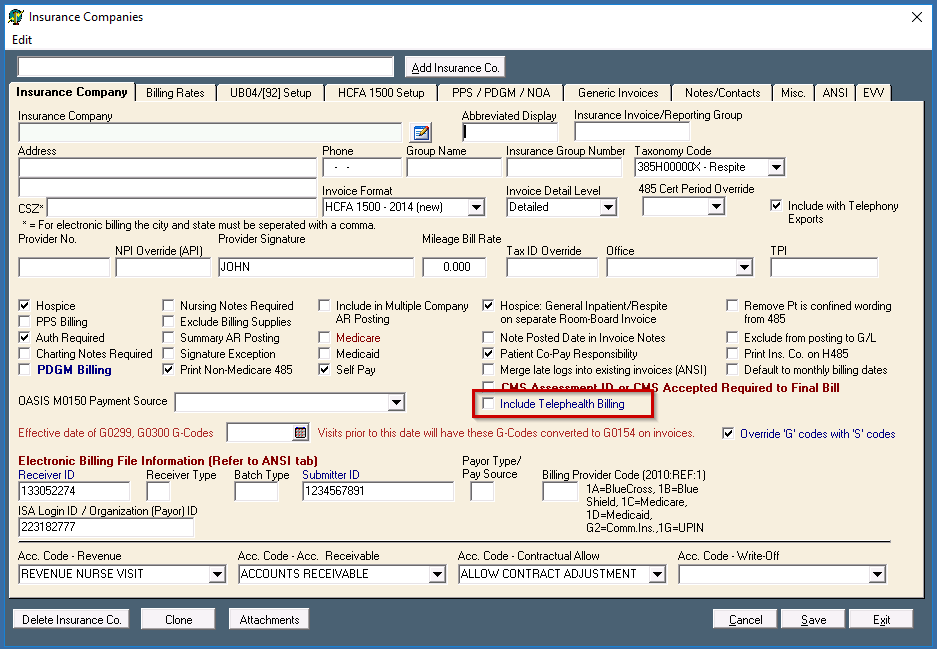 Insurance Companies
Edit
Add Insurance Co.
Insurance Company
Billing Rates
UB04/[92] Setup
HCFA 1500 Setup
PPS / PDGM / NOA
Generic Invoices
Notes/Contacts
Misc.
ANSI
EVV
Insurance Company
Abbreviated Display
Insurance Invoice/Reporting Group
Address
Phone
Group Name
Insurance Group Number
Taxonomy Code
- -
385H00000X - Respite
Invoice Format
Invoice Detail Level
485 Cert Period Override
CSZ*
HCFA 1500 - 2014 (new)
Detailed
Include with Telephony
Exports
* = For electronic billing the city and state must be seperated with a comma.
Provider No.
NPI Override (API)
Provider Signature
Mileage Bill Rate
Tax ID Override
Office
TPI
JOHN
0.000
Hospice
Nursing Notes Required
Include in Multiple Company
AR Posting
Hospice: General Inpatient/Respite
on separate Room-Board Invoice
Remove Pt is confined wording
from 485
PPS Billing
Exclude Billing Supplies
Auth Required
Summary AR Posting
Medicare
Note Posted Date in Invoice Notes
Exclude from posting to G/L
Charting Notes Required
Signature Exception
Medicaid
Patient Co-Pay Responsibility
Print Ins. Co. on H485
PDGM Billing
Print Non-Medicare 485
Self Pay
Merge late logs into existing invoices (ANSI)
Default to monthly billing dates
CMS Assessment ID or CMS Accepted Required to Final Bill
OASIS M0150 Payment Source
Include Telephealth Billing
Effective date of G0299, G0300 G-Codes
Visits prior to this date will have these G-Codes converted to G0154 on invoices.
Override 'G' codes with 'S' codes
Electronic Billing File Information (Refer to ANSI tab)
Receiver ID
Receiver Type
Batch Type
Submitter ID
Payor Type/
Pay Source
Billing Provider Code (2010:REF:1)
133052274
1234567891
1A=BlueCross, 1B=Blue
Shield, 1C=Medicare,
1D=Medicaid,
G2=Comm.Ins.,1G=UPIN
ISA Login ID / Organization (Payor) ID
223182777
Acc. Code - Revenue
Acc. Code - Acc. Receivable
Acc. Code - Contractual Allow
Acc. Code - Write-Off
REVENUE NURSE VISIT
ACCOUNTS RECEIVABLE
ALLOW CONTRACT ADJUSTMENT
Delete Insurance Co.
Clone
Attachments
Cancel
Save
Exit